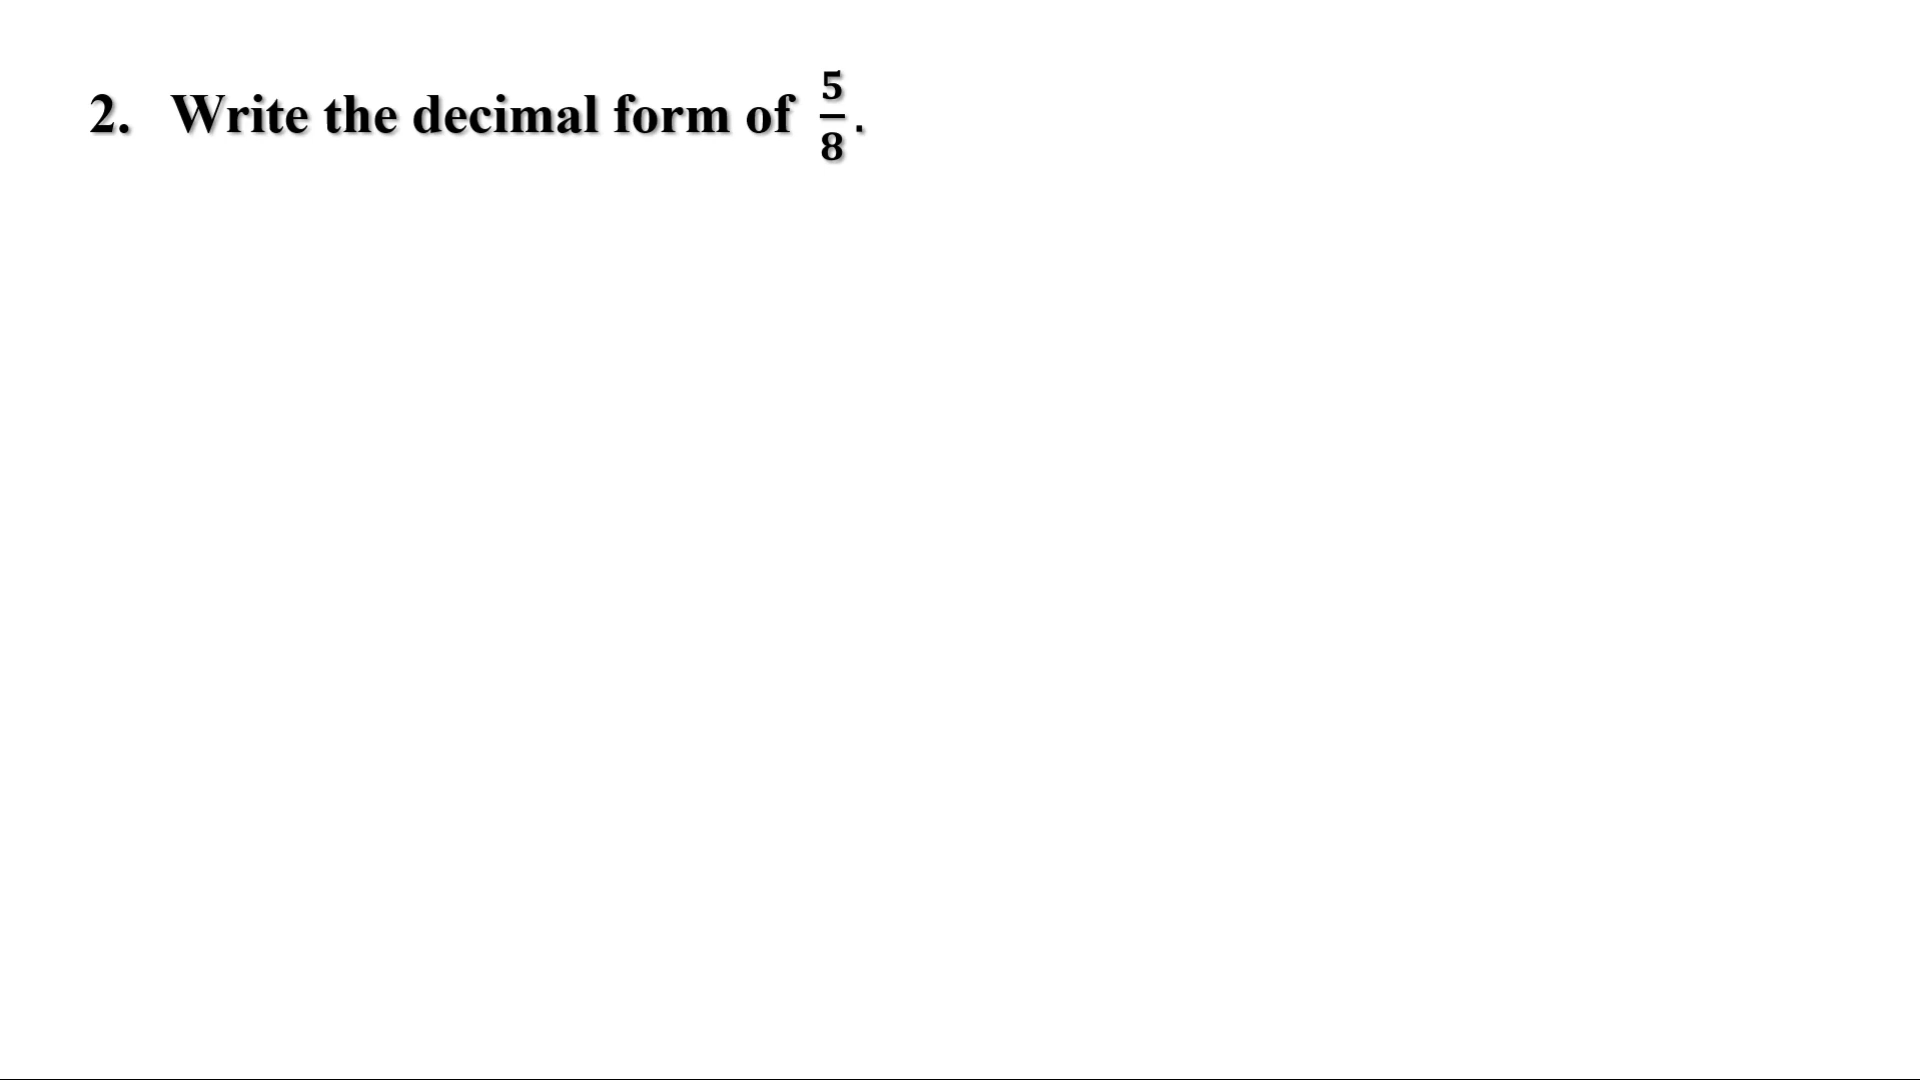 2. Write the decimal form of 5/8.